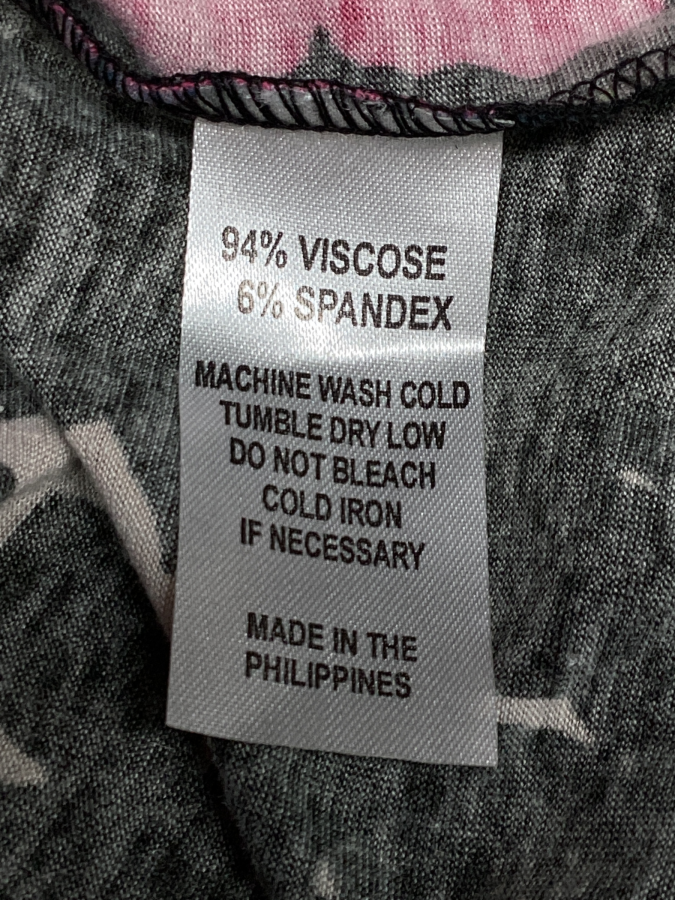 94% VISCOSE
6% SPANDEX
MACHINE WASH COLD
TUMBLE DRY LOW
DO NOT BLEACH
COLD IRON
IF NECESSARY
MADE IN THE
PHILIPPINES